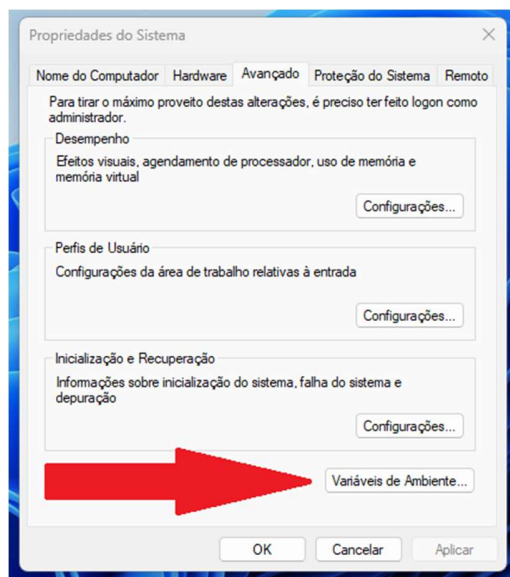 Propriedades do Sistema
Nome do Computador Hardware Avançado Proteção do Sistema Remoto
Para tirar o máximo proveito destas alterações, é preciso ter feito logon como
administrador.
Desempenho
Efeitos visuais, agendamento de processador, uso de memória e
memória virtual
Configurações...
Perfis de Usuário
Configurações da área de trabalho relativas à entrada
Configurações...
Inicialização e Recuperação
Informações sobre inicialização do sistema, falha do sistema e
depuração
Configurações...
Variáveis de Ambiente...
OK Cancelar Aplicar